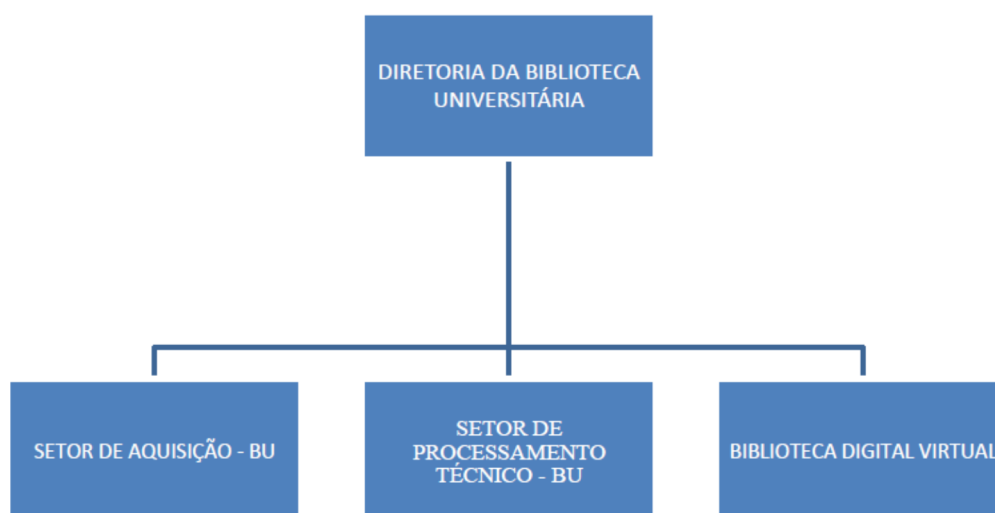 DIRETORIA DA BIBLIOTECA
UNIVERSITÁRIA
SETOR DE AQUISIÇÃO - BU
SETOR DE
PROCESSAMENTO
TÉCNICO - BU
BIBLIOTECA DIGITAL VIRTUAL